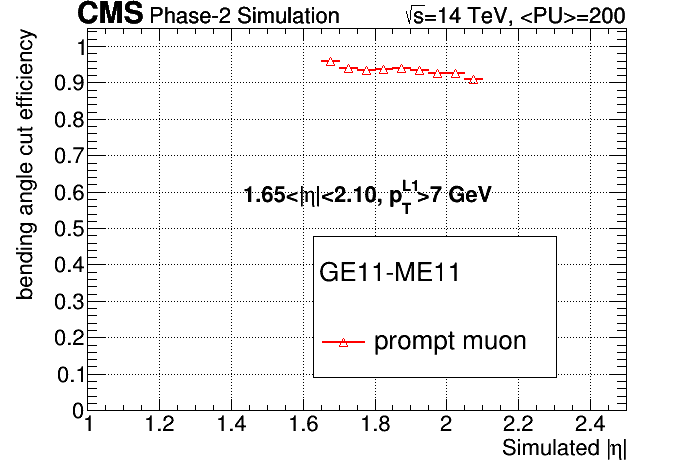 CMS Phase-2 Simulation
√s=14 TeV, <PU>=200
bending angle cut efficiency
1
0.9
0.8
0.7
0.6
0.5
0.4
0.3
0.2
0.1
0
1.65<|η|<2.10, p_T^L1>7 GeV
GE11-ME11
prompt muon
1 1.2 1.4 1.6 1.8 2 2.2 2.4
Simulated |η|